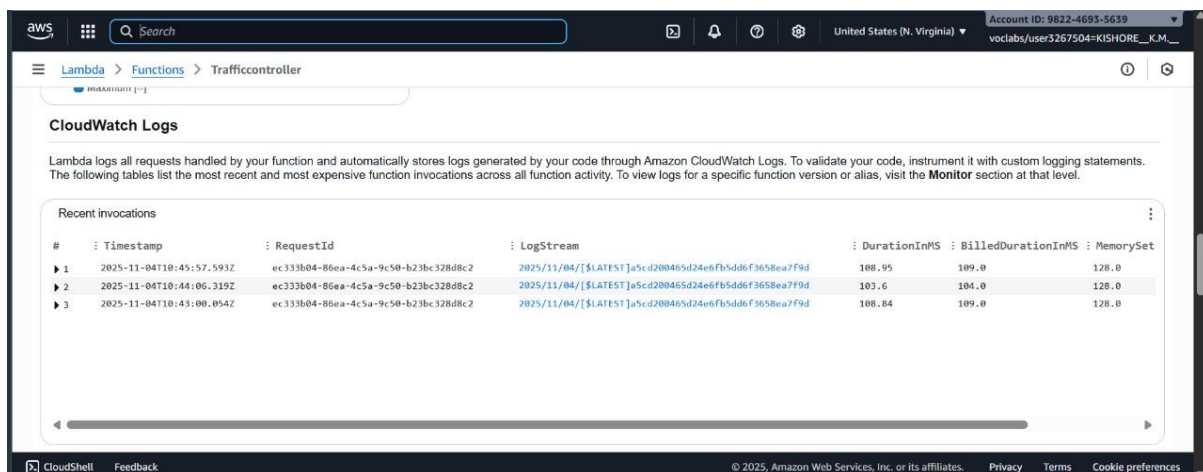 aws
Search
United States (N. Virginia) ▼
Account ID: 9822-4693-5639
voclabs/user3267504=KISHORE__K.M.__
Lambda > Functions > Trafficcontroller
Maximum [--]
CloudWatch Logs
Lambda logs all requests handled by your function and automatically stores logs generated by your code through Amazon CloudWatch Logs. To validate your code, instrument it with custom logging statements.
The following tables list the most recent and most expensive function invocations across all function activity. To view logs for a specific function version or alias, visit the Monitor section at that level.
Recent invocations
# : Timestamp : RequestId : LogStream : DurationInMS : BilledDurationInMS : MemorySet
1 2025-11-04T10:45:57.593Z ec333b04-86ea-4c5a-9c50-b23bc328d8c2 2025/11/04/[$LATEST]a5cd200465d24e6fb5dd6f3658ea7f9d 108.95 109.0 128.0
2 2025-11-04T10:44:06.319Z ec333b04-86ea-4c5a-9c50-b23bc328d8c2 2025/11/04/[$LATEST]a5cd200465d24e6fb5dd6f3658ea7f9d 103.6 104.0 128.0
3 2025-11-04T10:43:00.054Z ec333b04-86ea-4c5a-9c50-b23bc328d8c2 2025/11/04/[$LATEST]a5cd200465d24e6fb5dd6f3658ea7f9d 108.84 109.0 128.0
CloudShell Feedback © 2025, Amazon Web Services, Inc. or its affiliates. Privacy Terms Cookie preferences